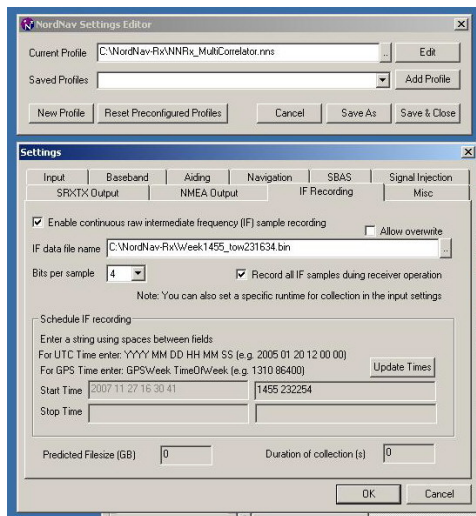 NordNav Settings Editor
Current Profile C:\NordNav-Rx\NNRx_MultiCorrelator.nns .. Edit
Saved Profiles Add Profile
New Profile Reset Preconfigured Profiles Cancel Save As Save & Close
Settings
Input Baseband Aiding Navigation SBAS Signal Injection
SRXTX Output NMEA Output IF Recording Misc
Enable continuous raw intermediate frequency (IF) sample recording
Allow overwrite
IF data file name C:\NordNav-Rx\Week1455_tow231634.bin ..
Bits per sample 4 Record all IF samples duing receiver operation
Note: You can also set a specific runtime for collection in the input settings
Schedule IF recording
Enter a string using spaces between fields
For UTC Time enter: YYYY MM DD HH MM SS (e.g. 2005 01 20 12 00 00)
For GPS Time enter: GPSWeek TimeOfWeek (e.g. 1310 86400) Update Times
Start Time 2007 11 27 16 30 41 1455 232254
Stop Time
Predicted Filesize (GB) 0 Duration of collection (s) 0
OK Cancel